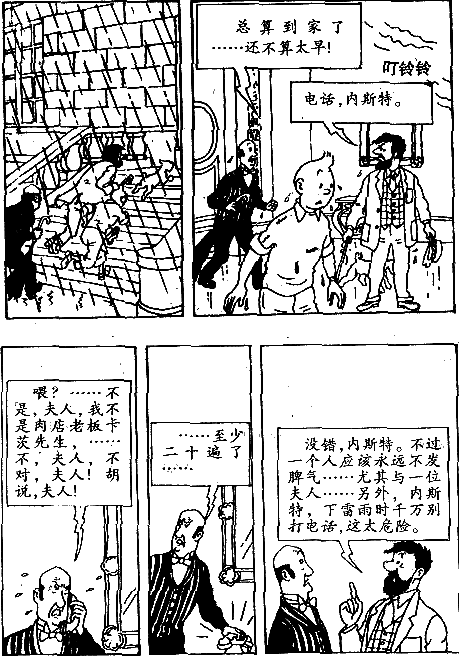 总算到家了
……还不算太早!
叮铃铃
电话,内斯特。
喂?……不
是,夫人,我不
是肉店老板卡
茨先生,……
不,夫人,不
对,夫人!胡
说,夫人!
……至少
二十遍了
……
没错,内斯特。不过
一个人应该永远不发
脾气……尤其与一位
夫人……另外,内斯
特,下雷雨时千万别
打电话,这太危险。